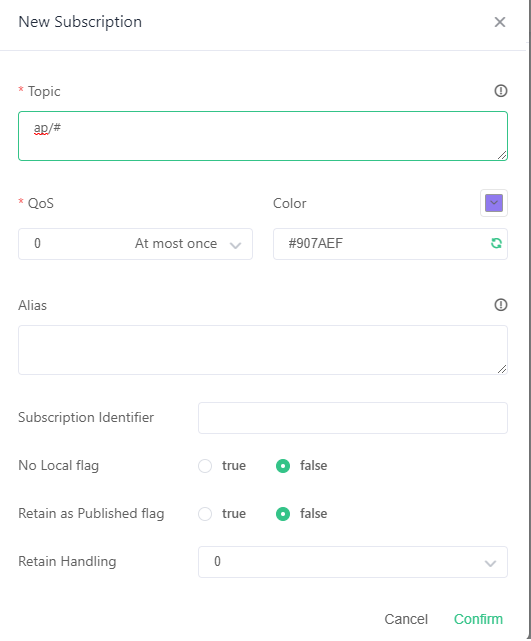 New Subscription
* Topic
ap/#
* QoS
Color
0 At most once
#907AEF
Alias
Subscription Identifier
No Local flag true false
Retain as Published flag true false
Retain Handling 0
Cancel Confirm